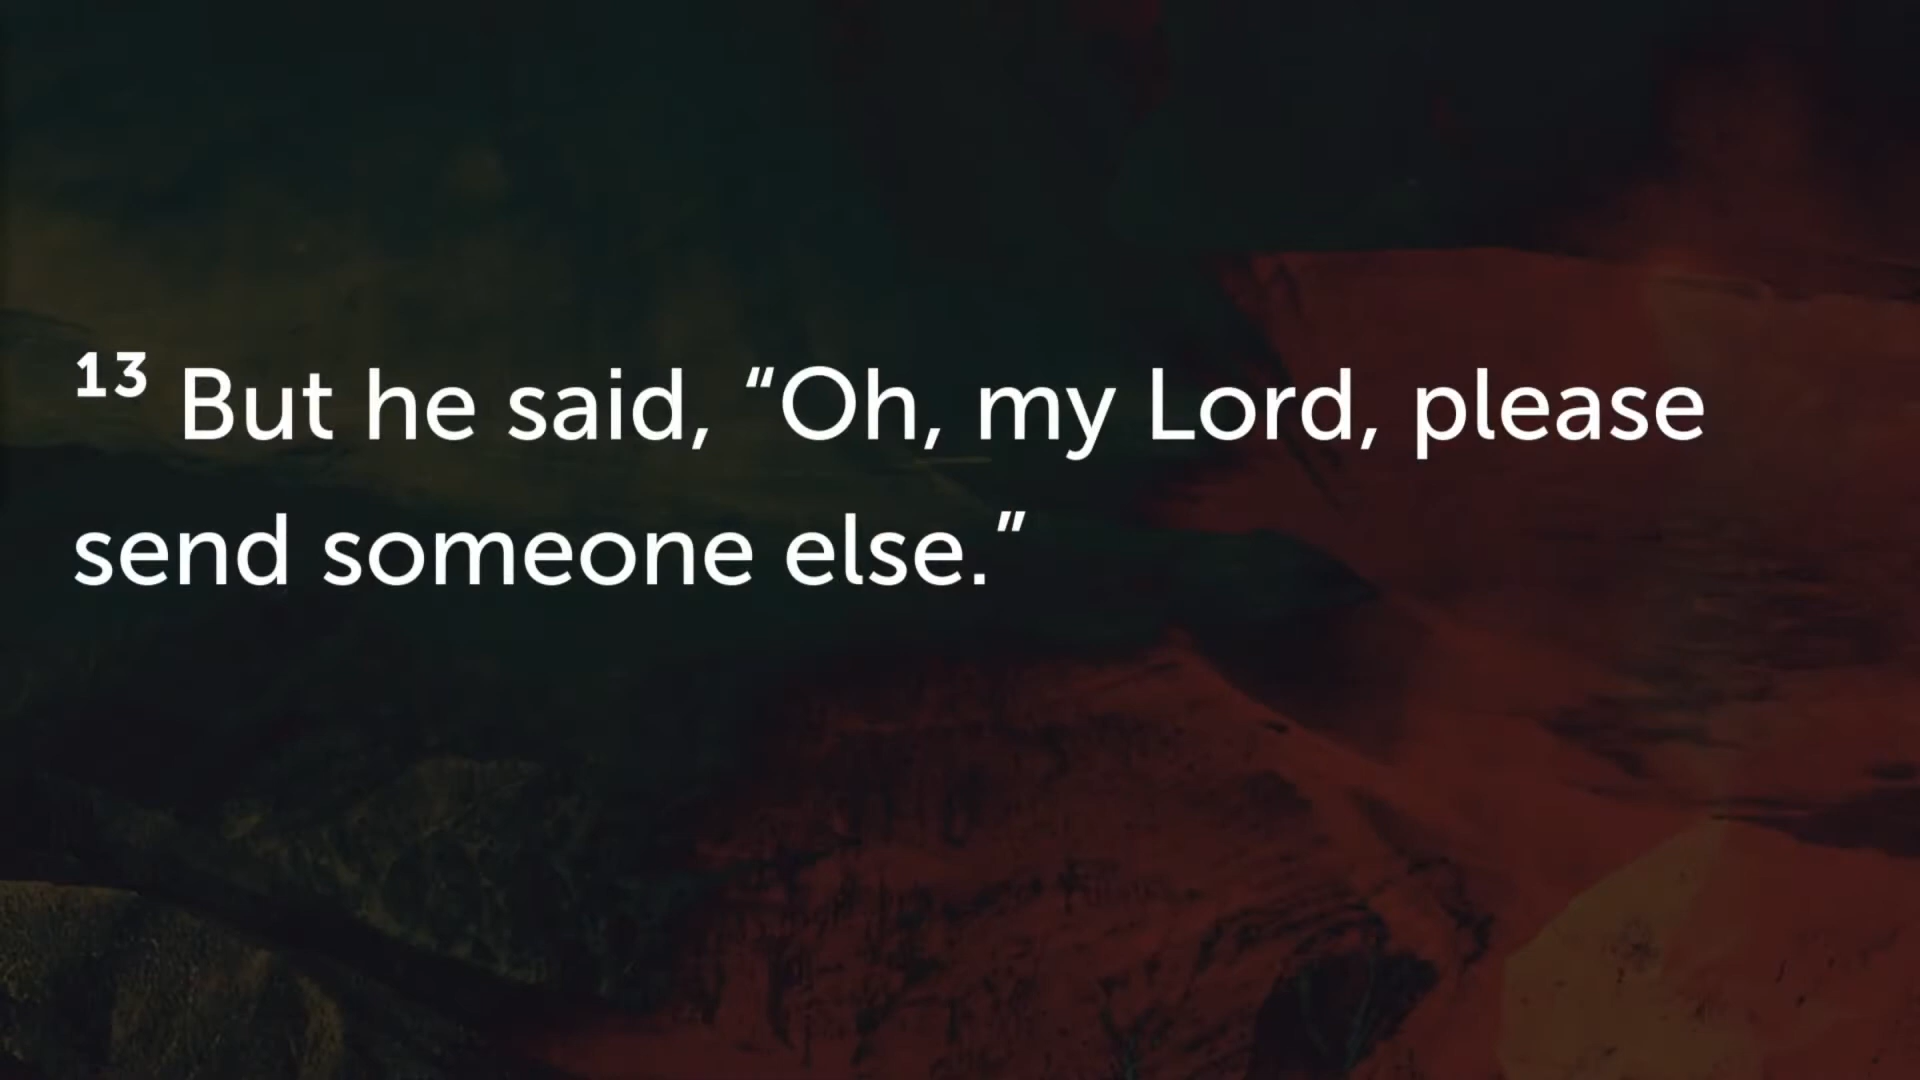 13 But he said, “Oh, my Lord, please
send someone else.”